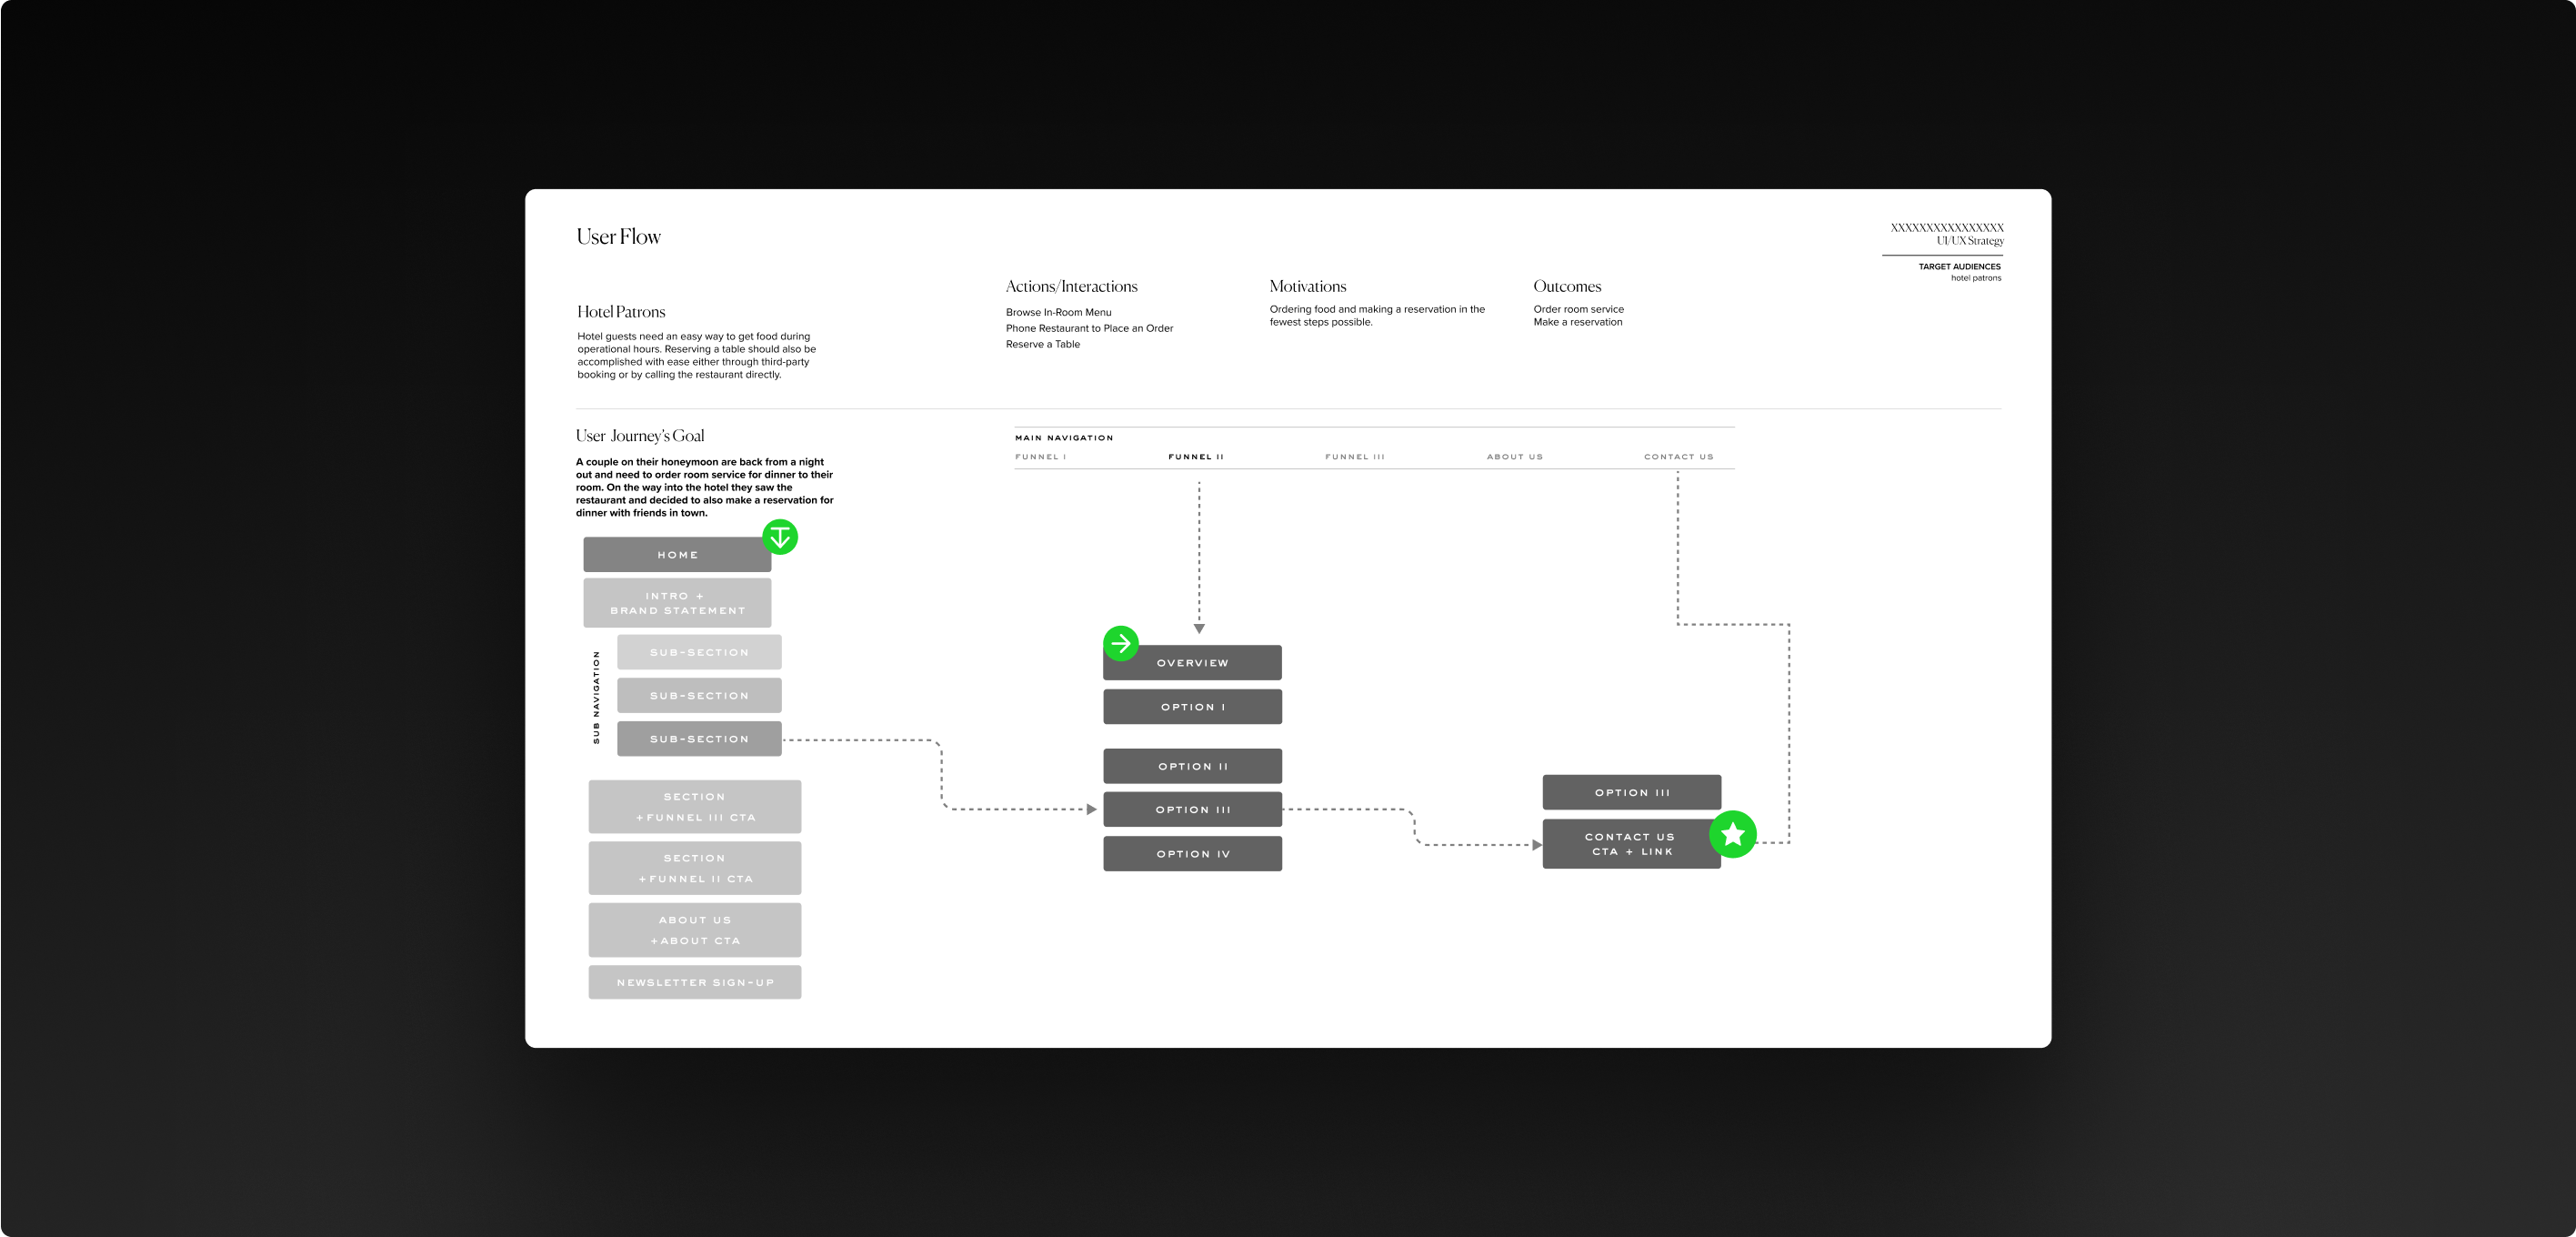 User Flow
XXXXXXXXXXXXXXXX
UI/UX Strategy
TARGET AUDIENCES
hotel patrons
Hotel Patrons
Hotel guests need an easy way to get food during
operational hours. Reserving a table should also be
accomplished with ease either through third-party
booking or by calling the restaurant directly.
Actions/Interactions
Browse In-Room Menu
Phone Restaurant to Place an Order
Reserve a Table
Motivations
Ordering food and making a reservation in the
fewest steps possible.
Outcomes
Order room service
Make a reservation
User Journey's Goal
A couple on their honeymoon are back from a night
out and need to order room service for dinner to their
room. On the way into the hotel they saw the
restaurant and decided to also make a reservation for
dinner with friends in town.
MAIN NAVIGATION
FUNNEL I
FUNNEL II
FUNNEL III
ABOUT US
CONTACT US
HOME
INTRO +
BRAND STATEMENT
SUB NAVIGATION
SUB-SECTION
SUB-SECTION
SUB-SECTION
SECTION
+FUNNEL III CTA
SECTION
+FUNNEL II CTA
ABOUT US
+ABOUT CTA
NEWSLETTER SIGN-UP
OVERVIEW
OPTION I
OPTION II
OPTION III
OPTION IV
OPTION III
CONTACT US
CTA + LINK